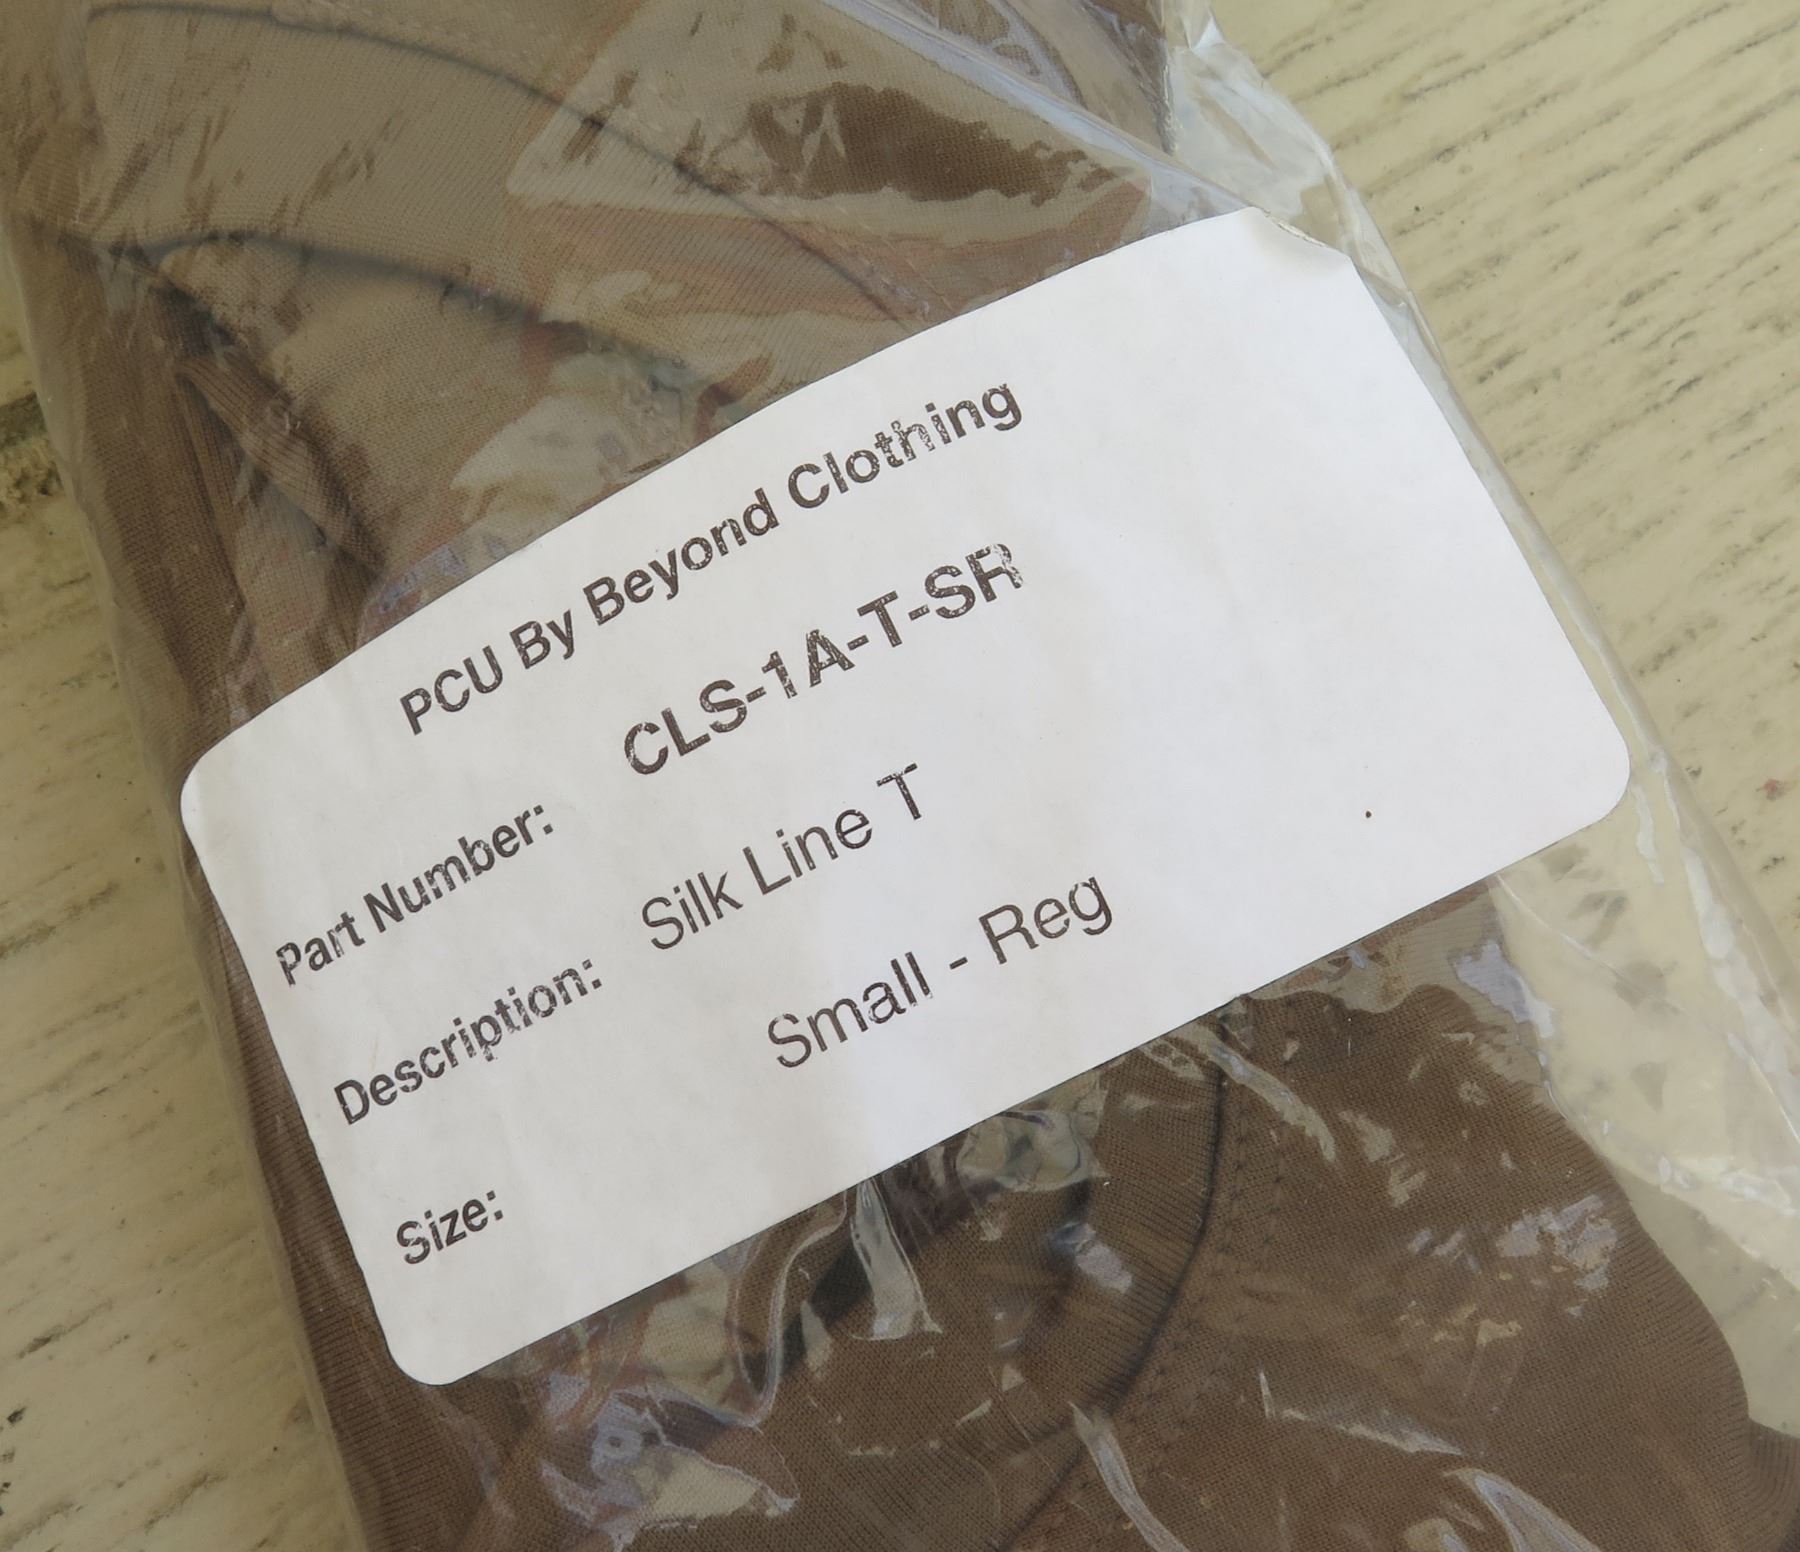 PCU By Beyond Clothing
Part Number: CLS-1A-T-SR
Description: Silk Line T
Size: Small - Reg